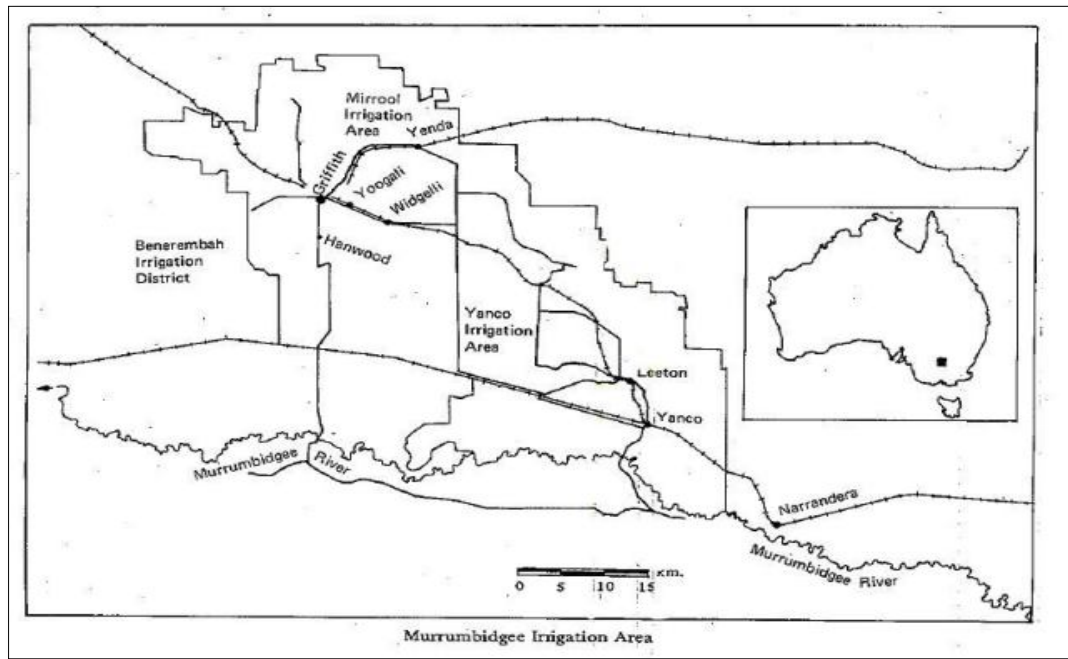 Mirrool
Irrigation
Area
Yenda
Griffith
Yoogali
Widgelli
Hanwood
Benerembah
Irrigation
District
Yanco
Irrigation
Area
Leeton
Yanco
Murrumbidgee
River
Narrandera
Murrumbidgee
River
Km.
0 5 10 15
Murrumbidgee Irrigation Area